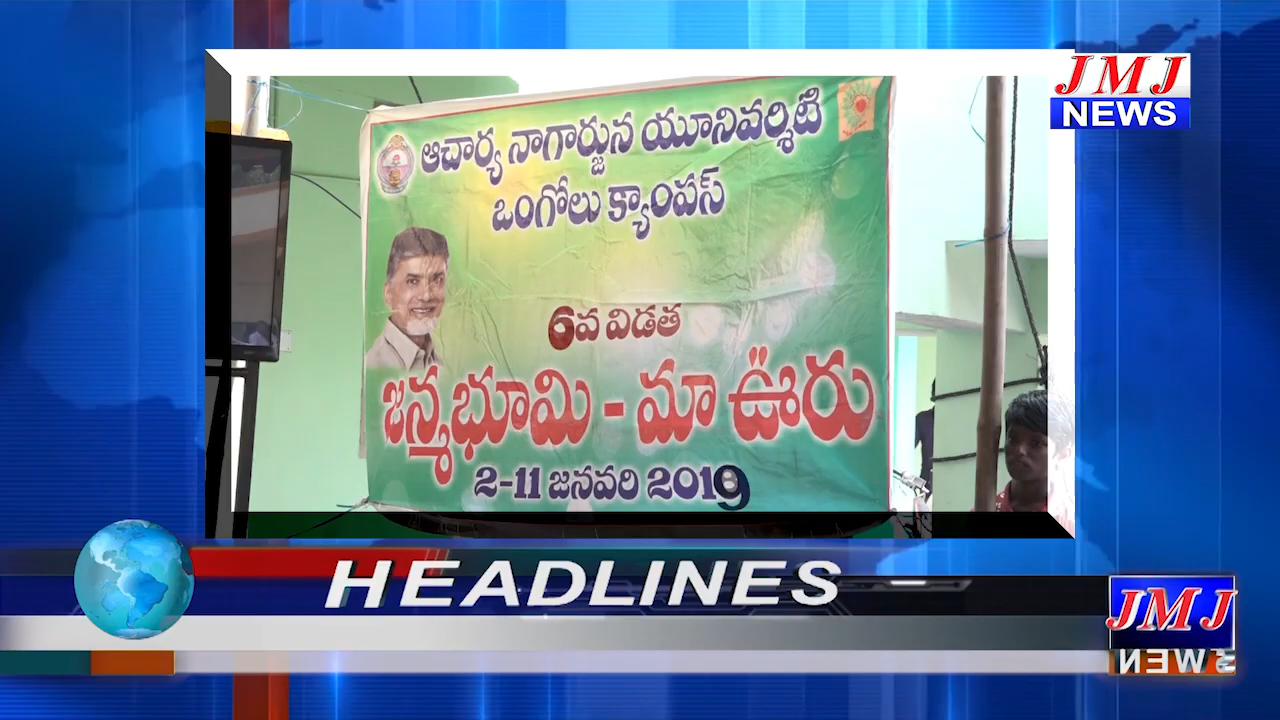 JMJ
NEWS
ఆచార్య నాగార్జున యూనివర్శిటి
ఒంగోలు క్యాంపస్
6వ విడత
జన్మభూమి - మా ఊరు
2-11 జనవరి 2019
HEADLINES
JMJ
NEWS